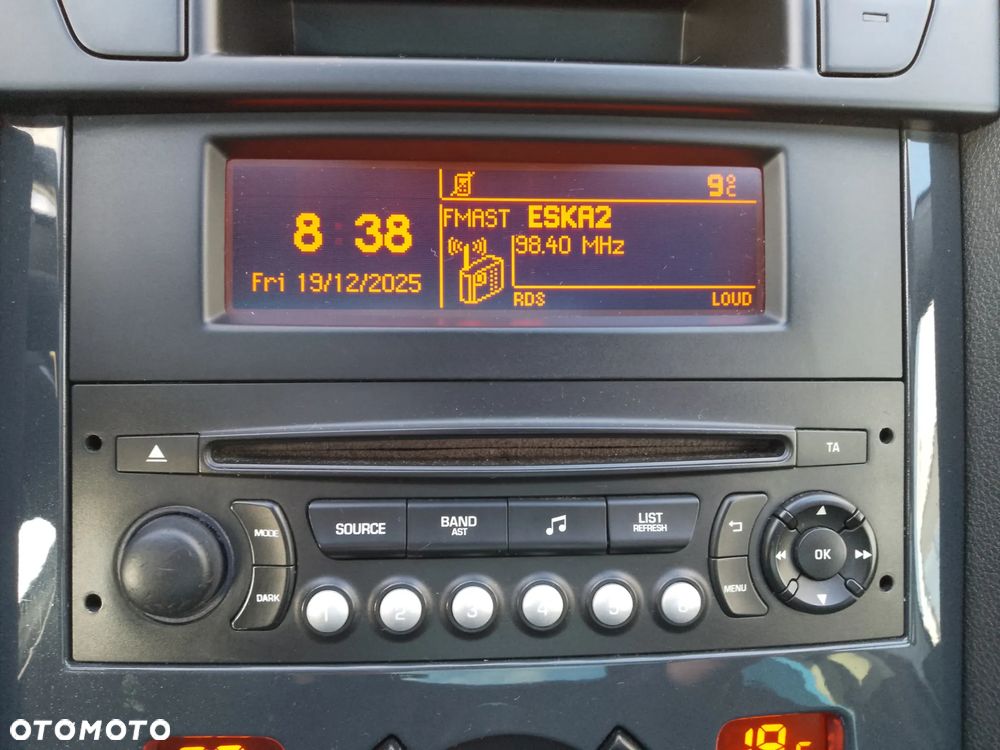 9°C
8:38
FMAST ESKA2
98.40 MHz
Fri 19/12/2025
RDS LOUD
TA
MODE
SOURCE
BAND
AST
LIST
REFRESH
OK
DARK
MENU
1 2 3 4 5 6
OTOMOTO
18